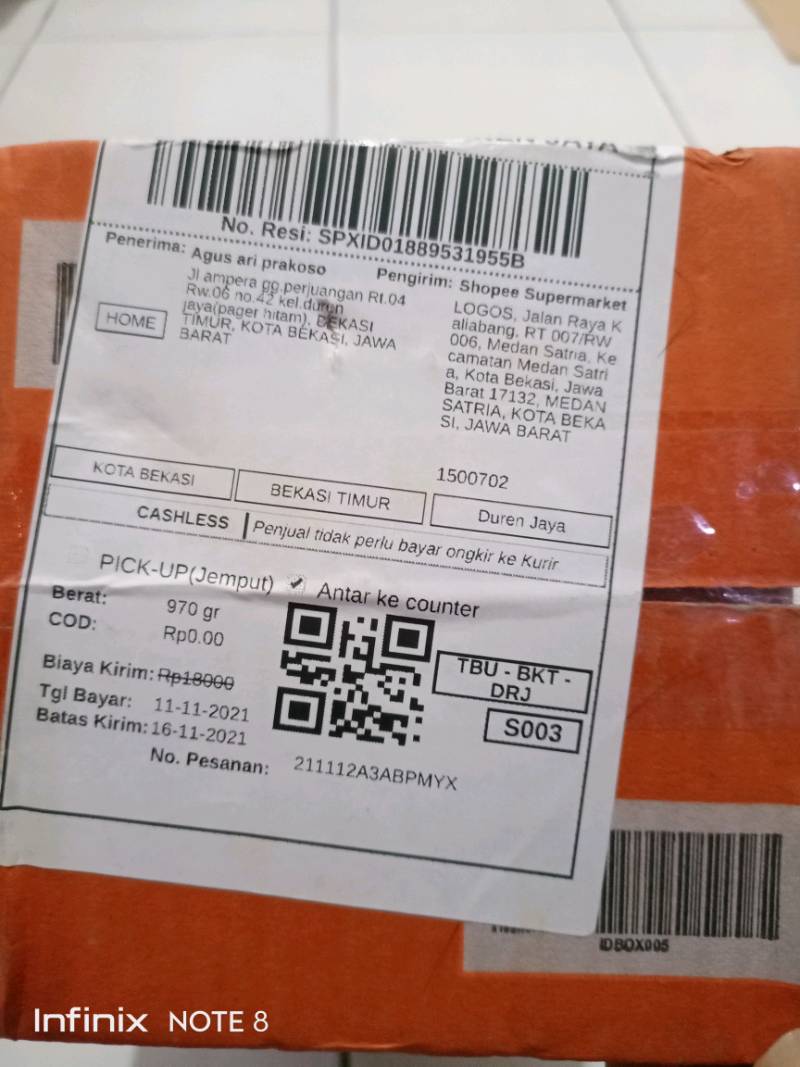 DUREN JAYA
No. Resi: SPXID01889531955B
Penerima: Agus ari prakoso
Jl ampera gg.perjuangan Rt.04
Rw.06 no.42 kel.duren
jaya(pager hitam), BEKASI
TIMUR, KOTA BEKASI, JAWA
BARAT
HOME
Pengirim: Shopee Supermarket
LOGOS, Jalan Raya K
aliabang, RT 007/RW
006, Medan Satria, Ke
camatan Medan Satri
a, Kota Bekasi, Jawa
Barat 17132, MEDAN
SATRIA, KOTA BEKA
SI, JAWA BARAT
1500702
KOTA BEKASI
BEKASI TIMUR
Duren Jaya
CASHLESS
Penjual tidak perlu bayar ongkir ke Kurir
PICK-UP(Jemput)
Antar ke counter
Berat: 970 gr
COD: Rp0.00
Biaya Kirim: Rp18000
Tgl Bayar: 11-11-2021
Batas Kirim: 16-11-2021
No. Pesanan: 211112A3ABPMYX
TBU - BKT -
DRJ
S003
IDBOX005
Infinix NOTE 8